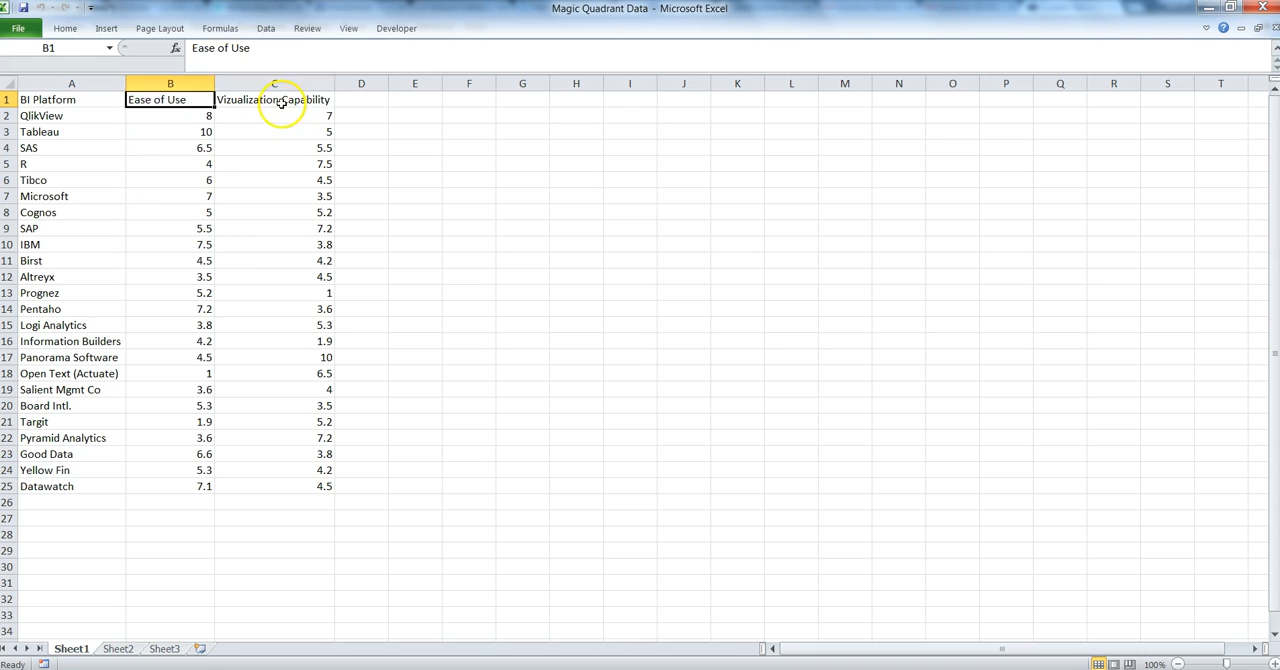 Magic Quadrant Data - Microsoft Excel
File Home Insert Page Layout Formulas Data Review View Developer
B1 fx Ease of Use
A B C D E F G H I J K L M N O P Q R S T
1 BI Platform Ease of Use Vizualization Capability
2 QlikView 8 7
3 Tableau 10 5
4 SAS 6.5 5.5
5 R 4 7.5
6 Tibco 6 4.5
7 Microsoft 7 3.5
8 Cognos 5 5.2
9 SAP 5.5 7.2
10 IBM 7.5 3.8
11 Birst 4.5 4.2
12 Altreyx 3.5 4.5
13 Prognez 5.2 1
14 Pentaho 7.2 3.6
15 Logi Analytics 3.8 5.3
16 Information Builders 4.2 1.9
17 Panorama Software 4.5 10
18 Open Text (Actuate) 1 6.5
19 Salient Mgmt Co 3.6 4
20 Board Intl. 5.3 3.5
21 Targit 1.9 5.2
22 Pyramid Analytics 3.6 7.2
23 Good Data 6.6 3.8
24 Yellow Fin 5.3 4.2
25 Datawatch 7.1 4.5
26
27
28
29
30
31
32
33
34
Sheet1 Sheet2 Sheet3
Ready 100%